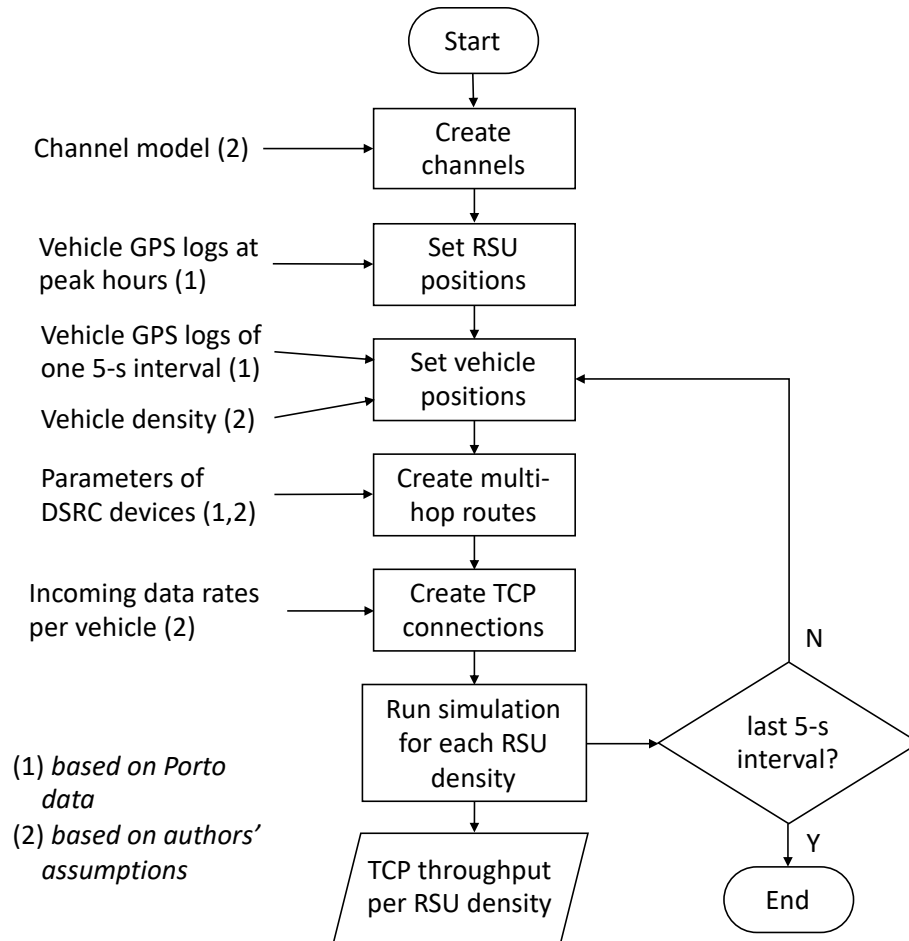 Start
Channel model (2)
Create
channels
Vehicle GPS logs at
peak hours (1)
Set RSU
positions
Vehicle GPS logs of
one 5-s interval (1)
Vehicle density (2)
Set vehicle
positions
Parameters of
DSRC devices (1,2)
Create multi-
hop routes
Incoming data rates
per vehicle (2)
Create TCP
connections
Run simulation
for each RSU
density
N
last 5-s
interval?
Y
End
TCP throughput
per RSU density
(1) based on Porto
data
(2) based on authors’
assumptions